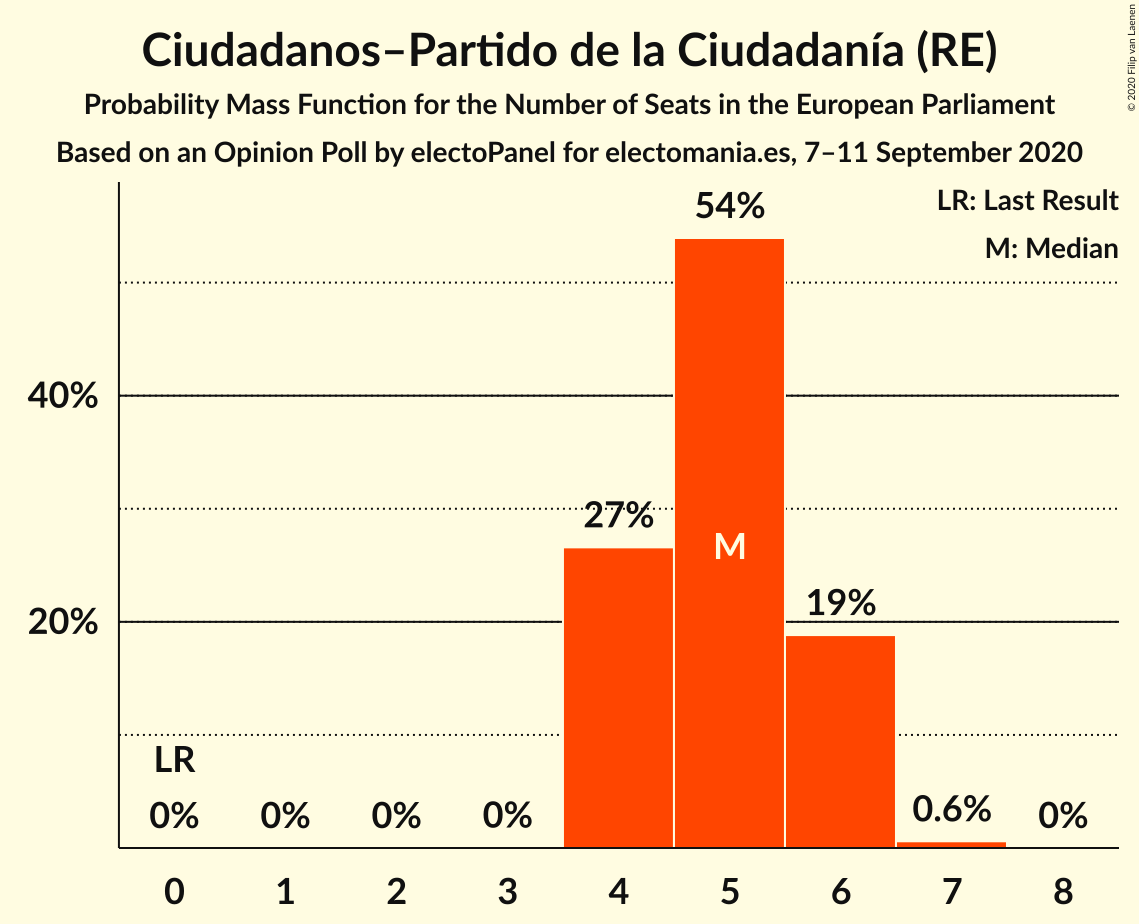 Ciudadanos–Partido de la Ciudadanía (RE)
Probability Mass Function for the Number of Seats in the European Parliament
Based on an Opinion Poll by electoPanel for electomania.es, 7–11 September 2020
© 2020 Filip van Laenen
LR: Last Result
M: Median
54%
40%
27%
M
19%
20%
LR
0%
0%
0%
0%
0.6%
0%
0
1
2
3
4
5
6
7
8